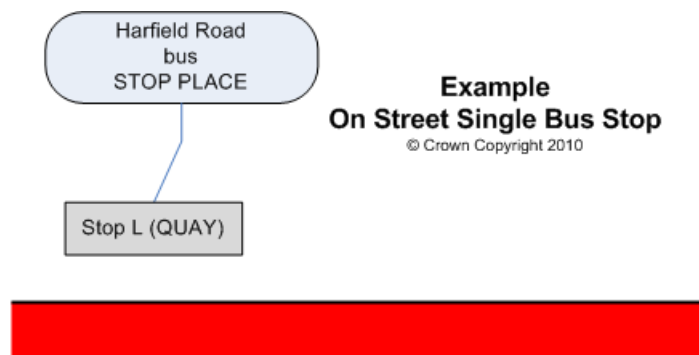 Harfield Road
bus
STOP PLACE
Example
On Street Single Bus Stop
© Crown Copyright 2010
Stop L (QUAY)